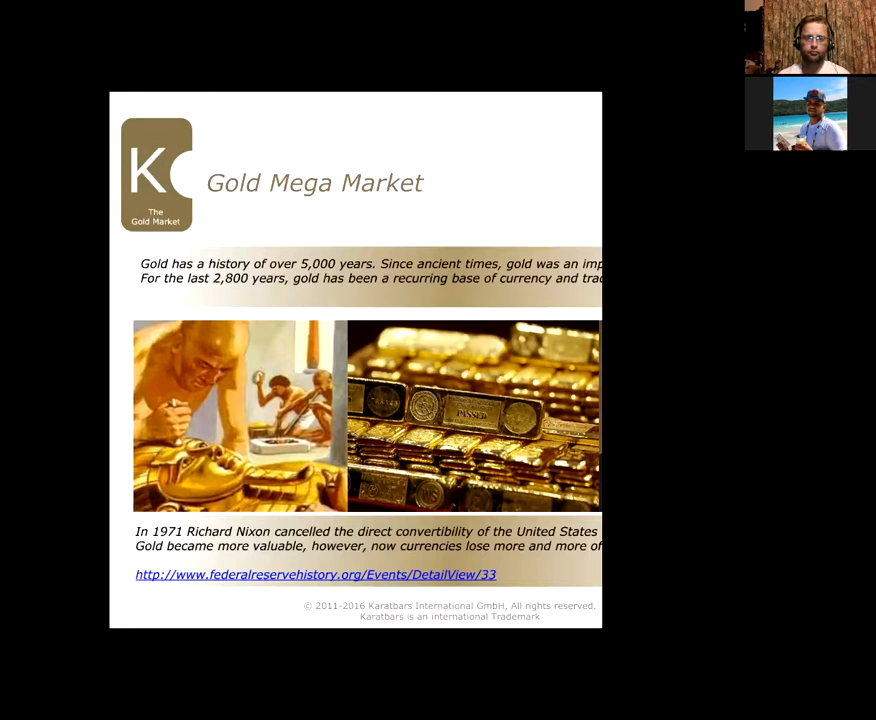 K
The
Gold Market
Gold Mega Market
Gold has a history of over 5,000 years. Since ancient times, gold was an imp
For the last 2,800 years, gold has been a recurring base of currency and trad
PASSED
In 1971 Richard Nixon cancelled the direct convertibility of the United States
Gold became more valuable, however, now currencies lose more and more of
http://www.federalreservehistory.org/Events/DetailView/33
© 2011-2016 Karatbars International GmbH, All rights reserved.
Karatbars is an international Trademark